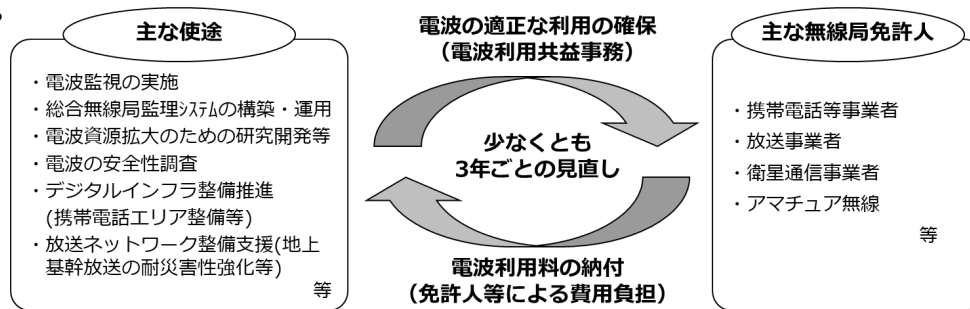 主な使途
・電波監視の実施
・総合無線局監理ｼｽﾃﾑの構築・運用
・電波資源拡大のための研究開発等
・電波の安全性調査
・デジタルインフラ整備推進
(携帯電話エリア整備等)
・放送ネットワーク整備支援(地上
基幹放送の耐災害性強化等)
等
電波の適正な利用の確保
（電波利用共益事務）
少なくとも
3年ごとの見直し
電波利用料の納付
（免許人等による費用負担）
主な無線局免許人
・携帯電話等事業者
・放送事業者
・衛星通信事業者
・アマチュア無線
等